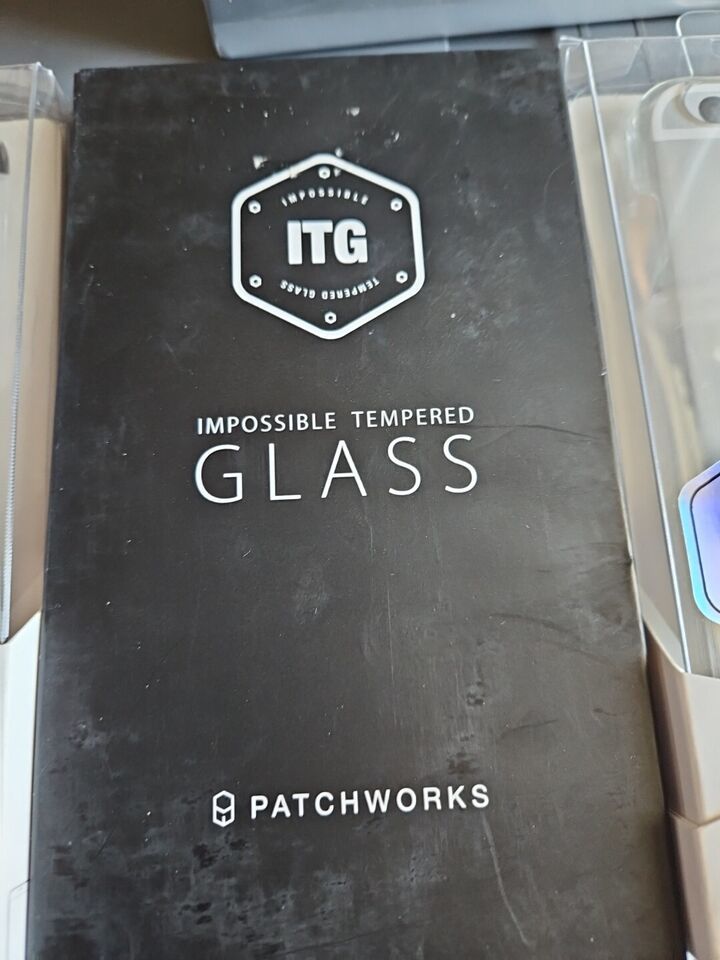 IMPOSSIBLE
ITG
TEMPERED GLASS
IMPOSSIBLE TEMPERED
GLASS
PATCHWORKS